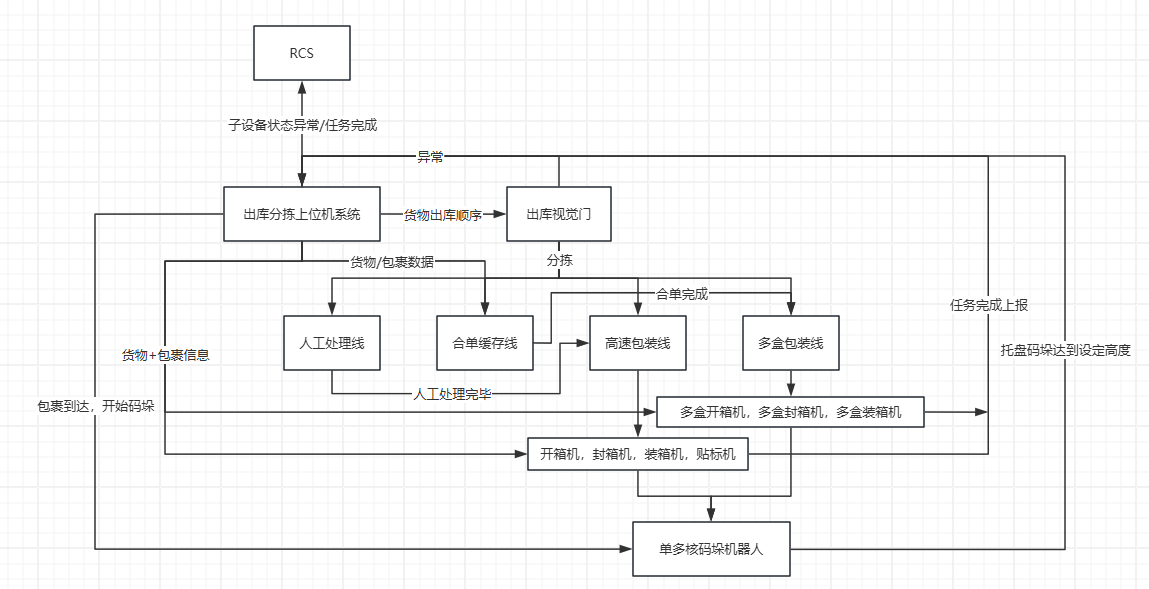 RCS
子设备状态异常/任务完成
异常
出库分拣上位机系统
货物出库顺序
出库视觉门
货物/包裹数据
分拣
合单完成
任务完成上报
人工处理线
合单缓存线
高速包装线
多盒包装线
货物+包裹信息
托盘码垛达到设定高度
人工处理完毕
包裹到达，开始码垛
多盒开箱机，多盒封箱机，多盒装箱机
开箱机，封箱机，装箱机，贴标机
单多核码垛机器人